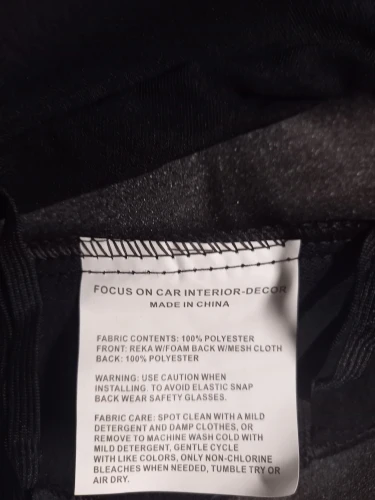 FOCUS ON CAR INTERIOR-DECOR
MADE IN CHINA
FABRIC CONTENTS: 100% POLYESTER
FRONT: REKA W/FOAM BACK W/MESH CLOTH
BACK: 100% POLYESTER
WARNING: USE CAUTION WHEN
INSTALLING. TO AVOID ELASTIC SNAP
BACK WEAR SAFETY GLASSES.
FABRIC CARE: SPOT CLEAN WITH A MILD
DETERGENT AND DAMP CLOTHES, OR
REMOVE TO MACHINE WASH COLD WITH
MILD DETERGENT, GENTLE CYCLE
WITH LIKE COLORS, ONLY NON-CHLORINE
BLEACHES WHEN NEEDED, TUMBLE TRY OR
AIR DRY.